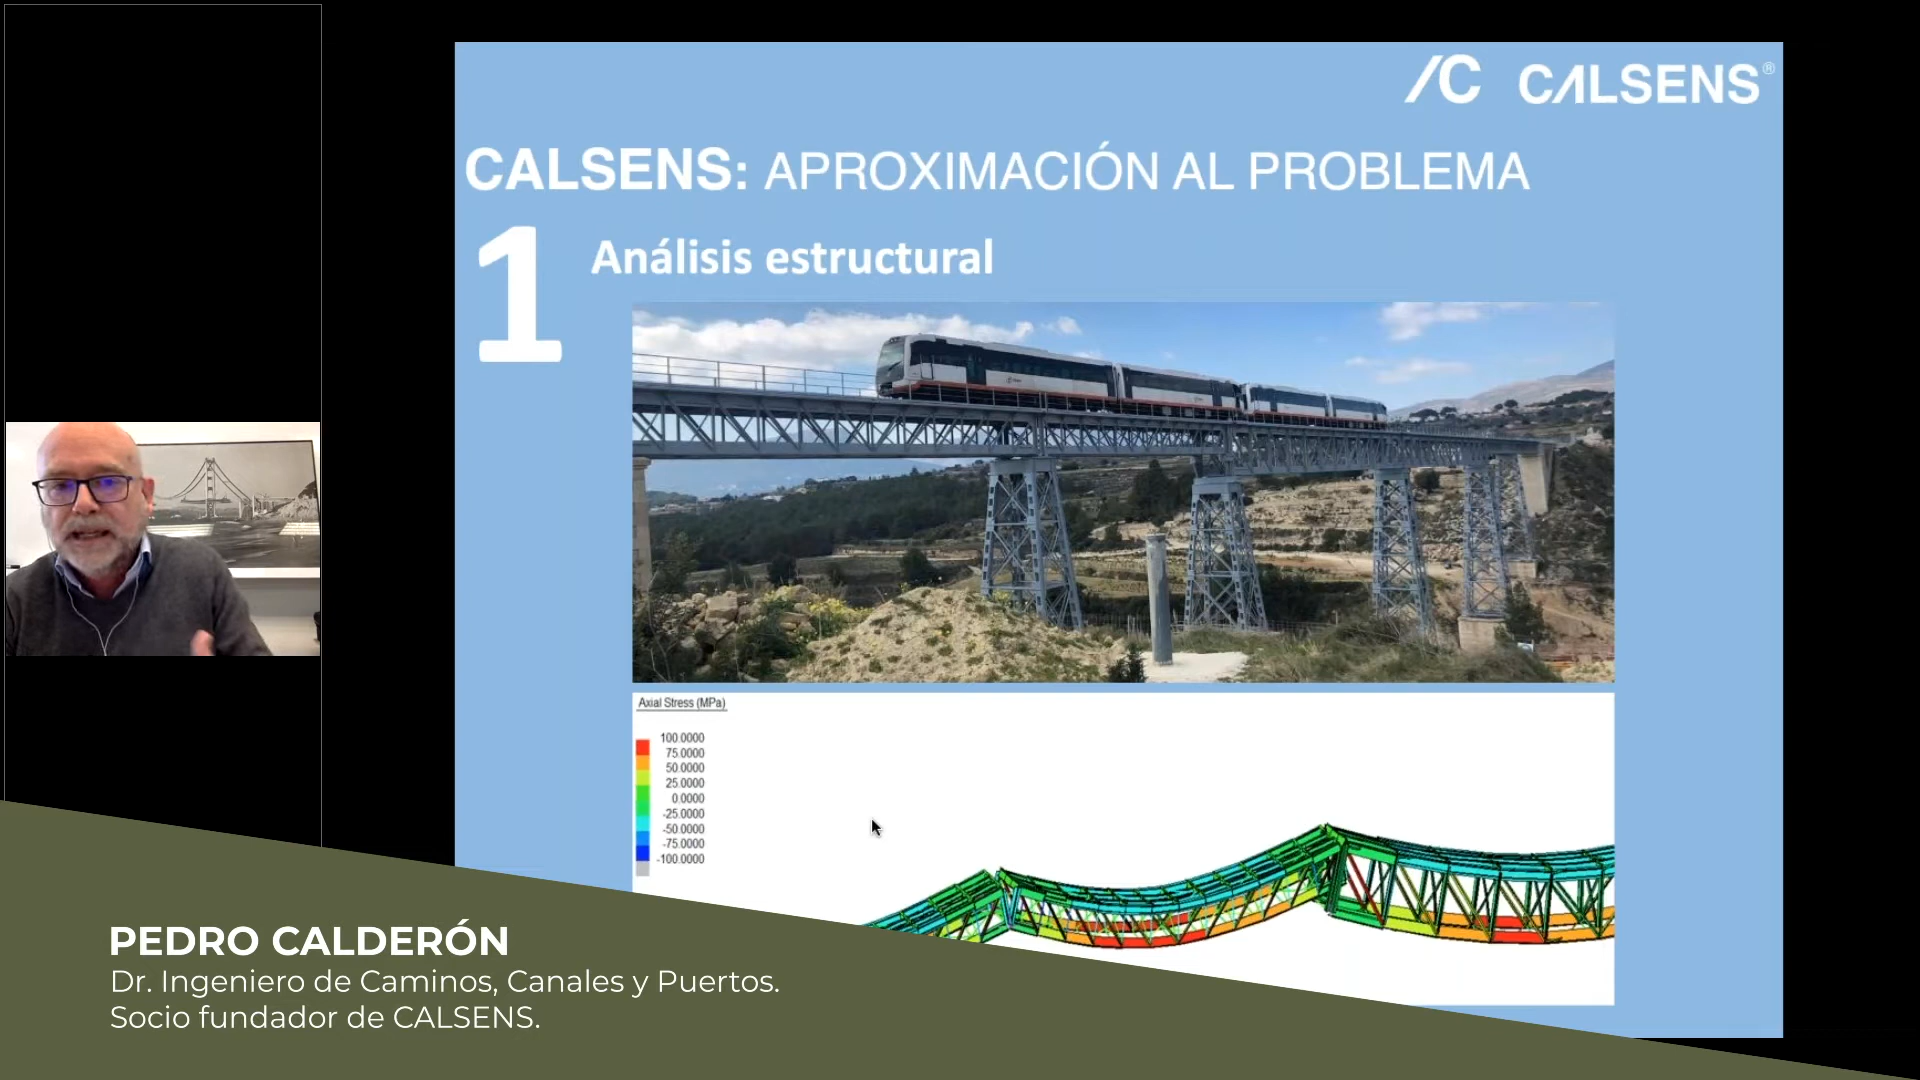 /C CALSENS®
CALSENS: APROXIMACIÓN AL PROBLEMA
1 Análisis estructural
Axial Stress (MPa)
100.0000
75.0000
50.0000
25.0000
0.0000
-25.0000
-50.0000
-75.0000
-100.0000
PEDRO CALDERÓN
Dr. Ingeniero de Caminos, Canales y Puertos.
Socio fundador de CALSENS.